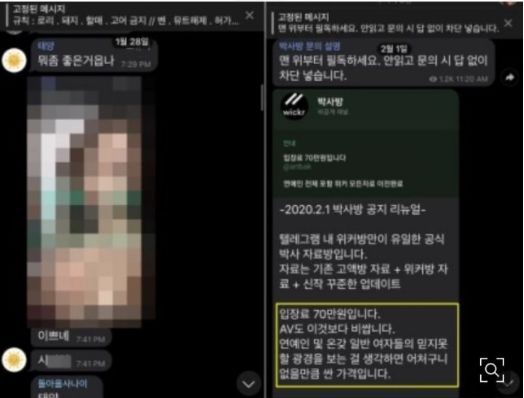 고정된 메시지
규칙 : 로리 . 돼지 . 할매 . 고어 금지 // 벤 . 유트해제 . 허가...
1월 28일
태양
뭐좀 좋은거읍나
7:29 PM
이쁘네 7:41 PM
시 7:41 PM
돌아올사나이
태양
고정된 메시지
맨 위부터 필독하세요. 안읽고 문의 시 답 없이 차단 넣습니다.
박사방 문의 설명
2월 1일
맨 위부터 필독하세요. 안읽고 문의 시 답 없이
차단 넣습니다.
1.2K 11:20 AM
wickr
박사방
비공개 채널
안내
입장료 70만원입니다
연예인 전체 포함 위커 모든자료 이전완료
-2020.2.1 박사방 공지 리뉴얼-
텔레그램 내 위커방만이 유일한 공식
박사 자료방입니다.
자료는 기존 고액방 자료 + 위커방 자
료 + 신작 꾸준한 업데이트
입장료 70만원입니다.
AV도 이것보다 비쌉니다.
연예인 및 온갖 일반 여자들의 믿지못
할 광경을 보는 걸 생각하면 어처구니
없을만큼 싼 가격입니다.